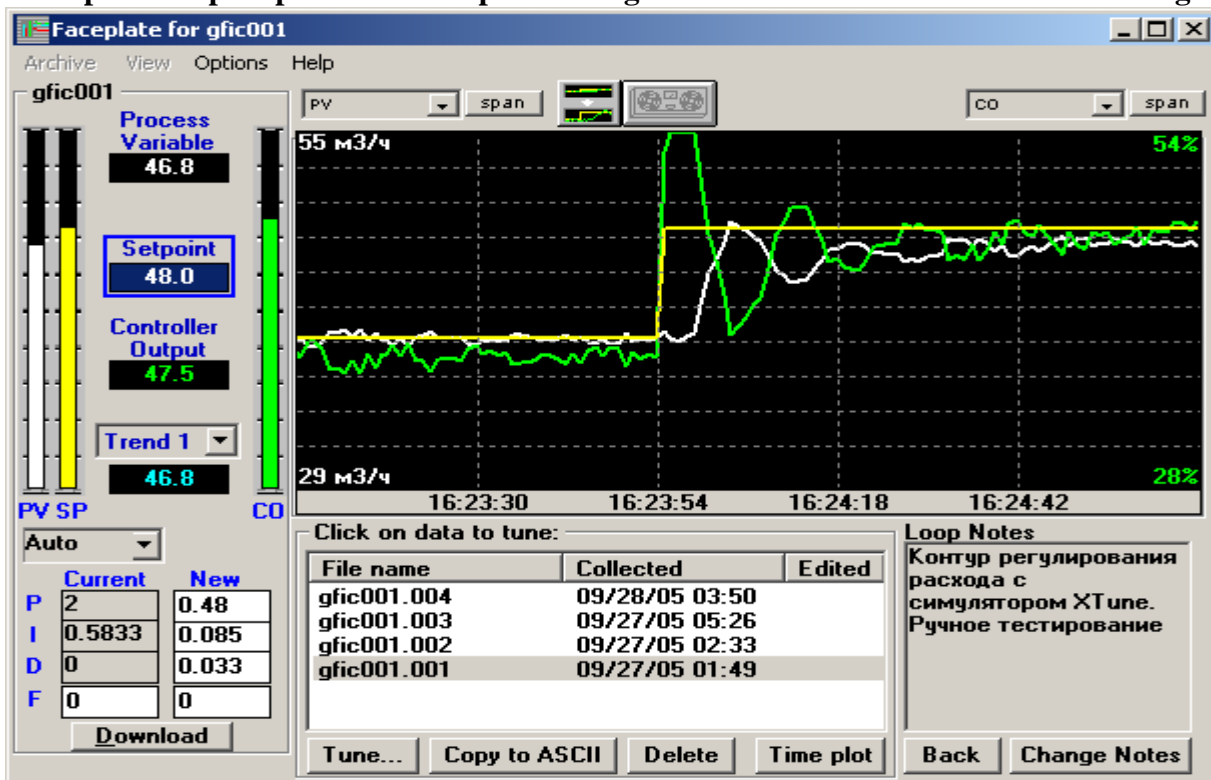 Faceplate for gfic001
Archive View Options Help
gfic001
PV span
CO span
Process
Variable
46.8
Setpoint
48.0
Controller
Output
47.5
Trend 1
46.8
PV SP CO
55 м3/ч 54%
29 м3/ч 28%
16:23:30 16:23:54 16:24:18 16:24:42
Auto
Current New
P 2 0.48
I 0.5833 0.085
D 0 0.033
F 0 0
Download
Click on data to tune:
File name Collected Edited
gfic001.004 09/28/05 03:50
gfic001.003 09/27/05 05:26
gfic001.002 09/27/05 02:33
gfic001.001 09/27/05 01:49
Tune... Copy to ASCII Delete Time plot
Loop Notes
Контур регулирования
расхода с
симулятором XTune.
Ручное тестирование
Back Change Notes